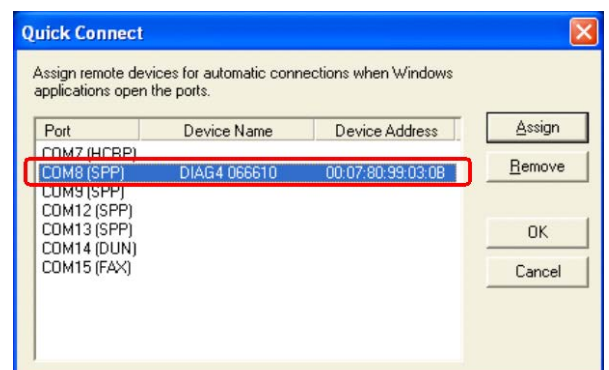 Quick Connect
Assign remote devices for automatic connections when Windows
applications open the ports.
Port Device Name Device Address
COM7 (HCRP)
COM8 (SPP) DIAG4 066610 00:07:80:99:03:0B
COM9 (SPP)
COM12 (SPP)
COM13 (SPP)
COM14 (DUN)
COM15 (FAX)
Assign
Remove
OK
Cancel